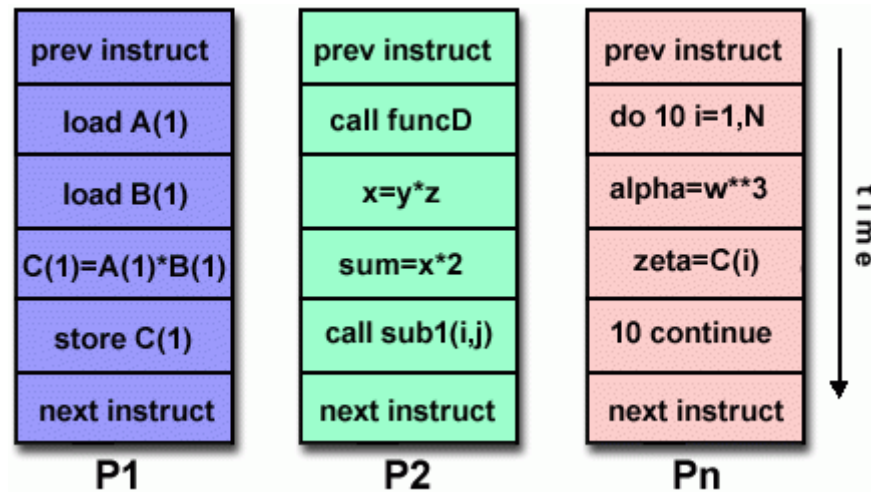 prev instruct
load A(1)
load B(1)
C(1)=A(1)*B(1)
store C(1)
next instruct
P1
prev instruct
call funcD
x=y*z
sum=x*2
call sub1(i,j)
next instruct
P2
prev instruct
do 10 i=1,N
alpha=w**3
zeta=C(i)
10 continue
next instruct
Pn
time